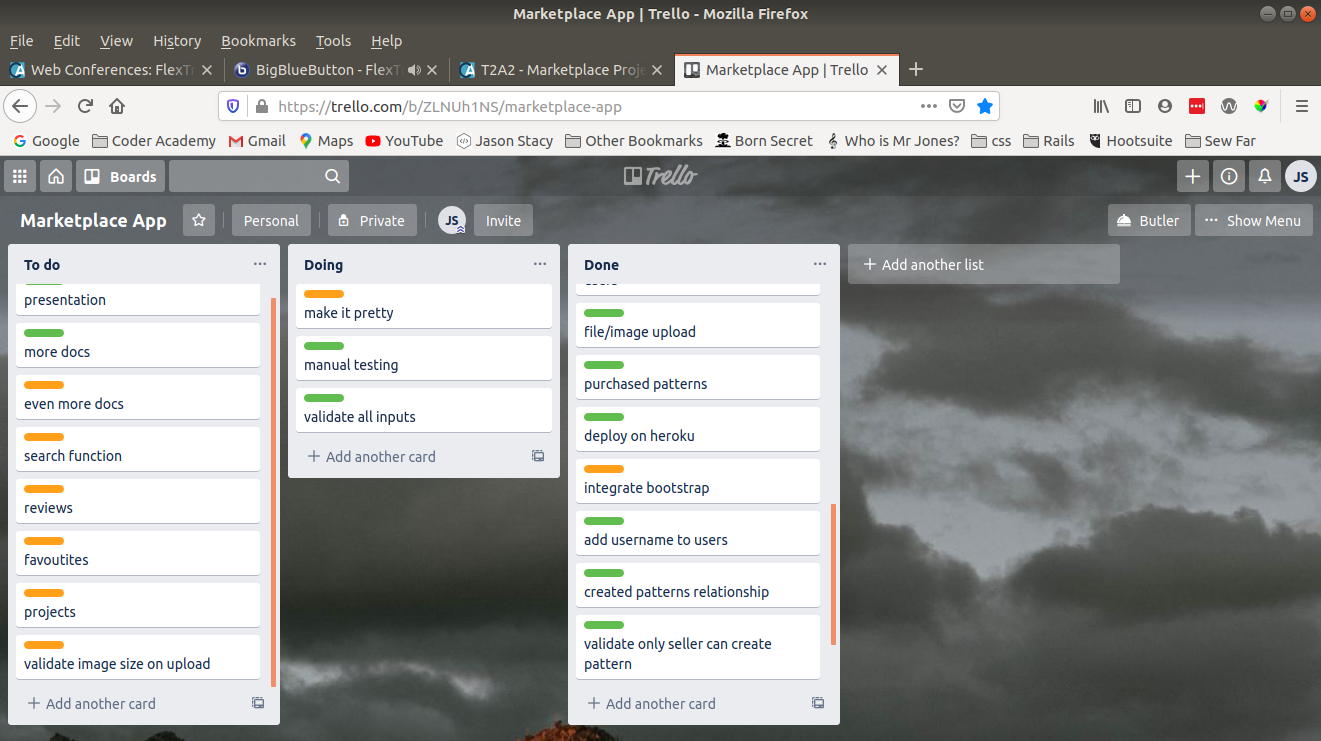 Marketplace App | Trello - Mozilla Firefox
File Edit View History Bookmarks Tools Help
Web Conferences: FlexTr
BigBlueButton - FlexT
T2A2 - Marketplace Proje
Marketplace App | Trello
https://trello.com/b/ZLNUh1NS/marketplace-app
Google Coder Academy Gmail Maps YouTube Jason Stacy Other Bookmarks Born Secret Who is Mr Jones? css Rails Hootsuite Sew Far
Boards
Trello
JS
Marketplace App
Personal
Private
JS
Invite
Butler
Show Menu
To do
presentation
more docs
even more docs
search function
reviews
favoutites
projects
validate image size on upload
Add another card
Doing
make it pretty
manual testing
validate all inputs
Add another card
Done
file/image upload
purchased patterns
deploy on heroku
integrate bootstrap
add username to users
created patterns relationship
validate only seller can create
pattern
Add another card
Add another list